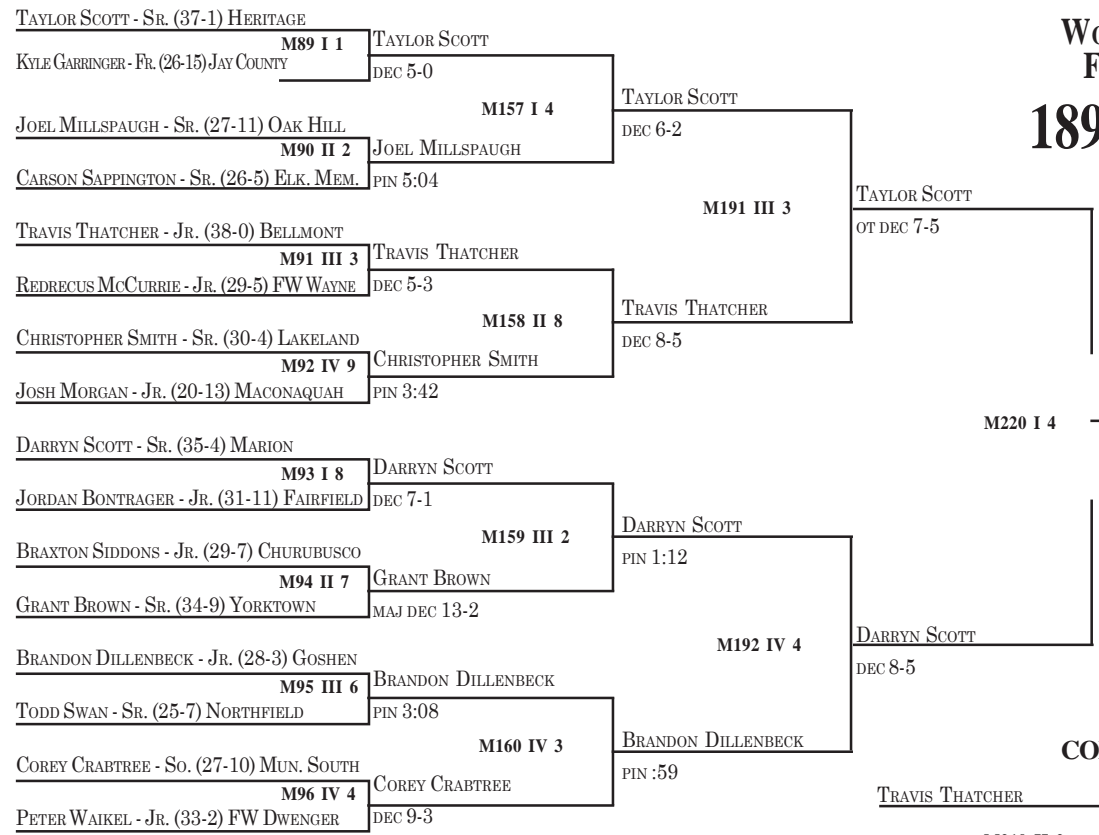 Taylor Scott - Sr. (37-1) Heritage
M89 I 1
Kyle Garringer - Fr. (26-15) Jay County
Taylor Scott
DEC 5-0
M157 I 4
Joel Millspaugh - Sr. (27-11) Oak Hill
M90 II 2
Carson Sappington - Sr. (26-5) Elk. Mem.
Joel Millspaugh
PIN 5:04
Taylor Scott
DEC 6-2
Travis Thatcher - Jr. (38-0) Bellmont
M91 III 3
Redrecus McCurrie - Jr. (29-5) FW Wayne
Travis Thatcher
DEC 5-3
M158 II 8
Christopher Smith - Sr. (30-4) Lakeland
M92 IV 9
Josh Morgan - Jr. (20-13) Maconaquah
Christopher Smith
PIN 3:42
Travis Thatcher
DEC 8-5
M191 III 3
Taylor Scott
OT DEC 7-5
189
M220 I 4
Darryn Scott - Sr. (35-4) Marion
M93 I 8
Jordan Bontrager - Jr. (31-11) Fairfield
Darryn Scott
DEC 7-1
M159 III 2
Braxton Siddons - Jr. (29-7) Churubusco
M94 II 7
Grant Brown - Sr. (34-9) Yorktown
Grant Brown
MAJ DEC 13-2
Darryn Scott
PIN 1:12
M192 IV 4
Brandon Dillenbeck - Jr. (28-3) Goshen
M95 III 6
Todd Swan - Sr. (25-7) Northfield
Brandon Dillenbeck
PIN 3:08
M160 IV 3
Corey Crabtree - So. (27-10) Mun. South
M96 IV 4
Peter Waikel - Jr. (33-2) FW Dwenger
Corey Crabtree
DEC 9-3
Brandon Dillenbeck
PIN :59
Darryn Scott
DEC 8-5
CO
Travis Thatcher